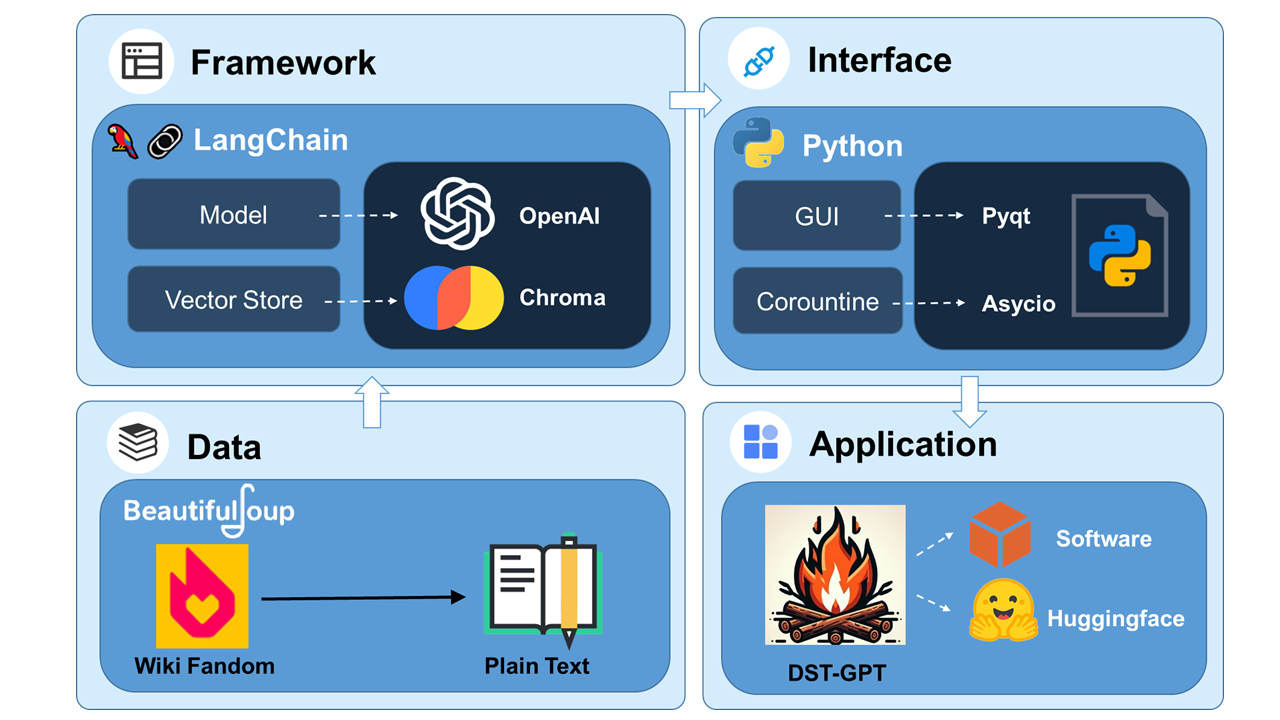 Framework
LangChain
Model
OpenAI
Vector Store
Chroma
Interface
Python
GUI
Pyqt
Corountine
Asycio
Data
BeautifulSoup
Wiki Fandom
Plain Text
Application
Software
Huggingface
DST-GPT